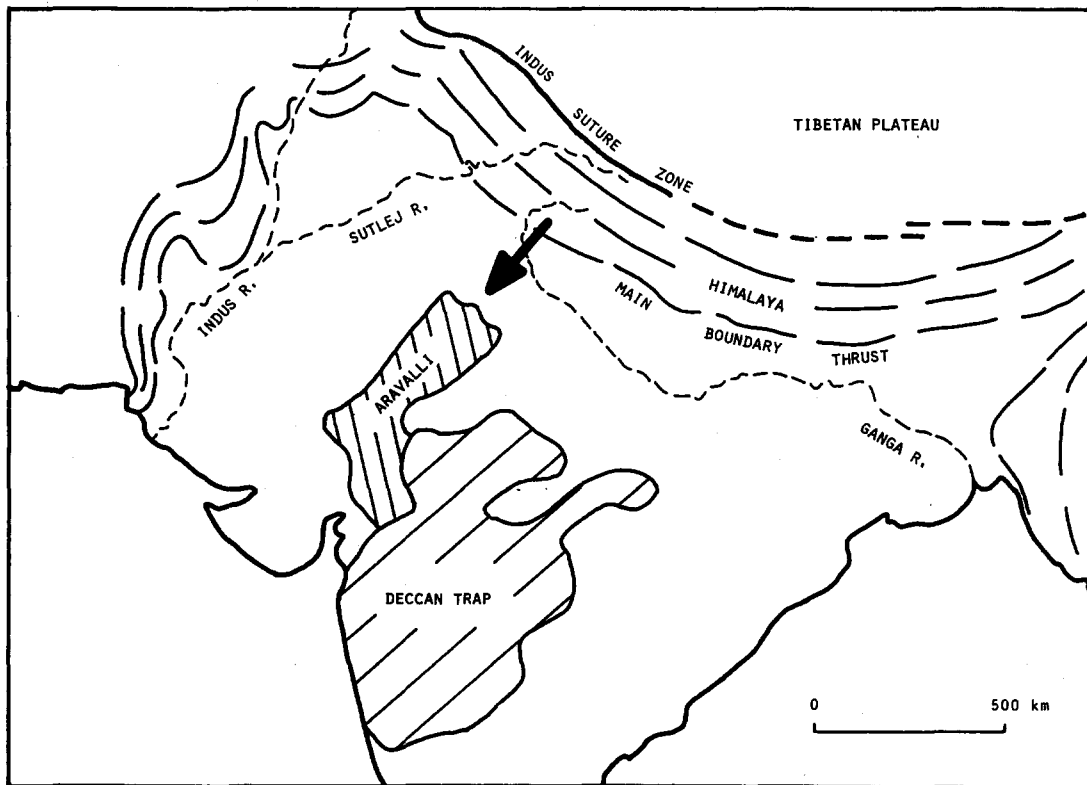 INDUS
SUTURE
ZONE
TIBETAN PLATEAU
SUTLEJ R.
INDUS R.
MAIN
BOUNDARY
THRUST
HIMALAYA
ARAVALLI
GANGA R.
DECCAN TRAP
0 500 km